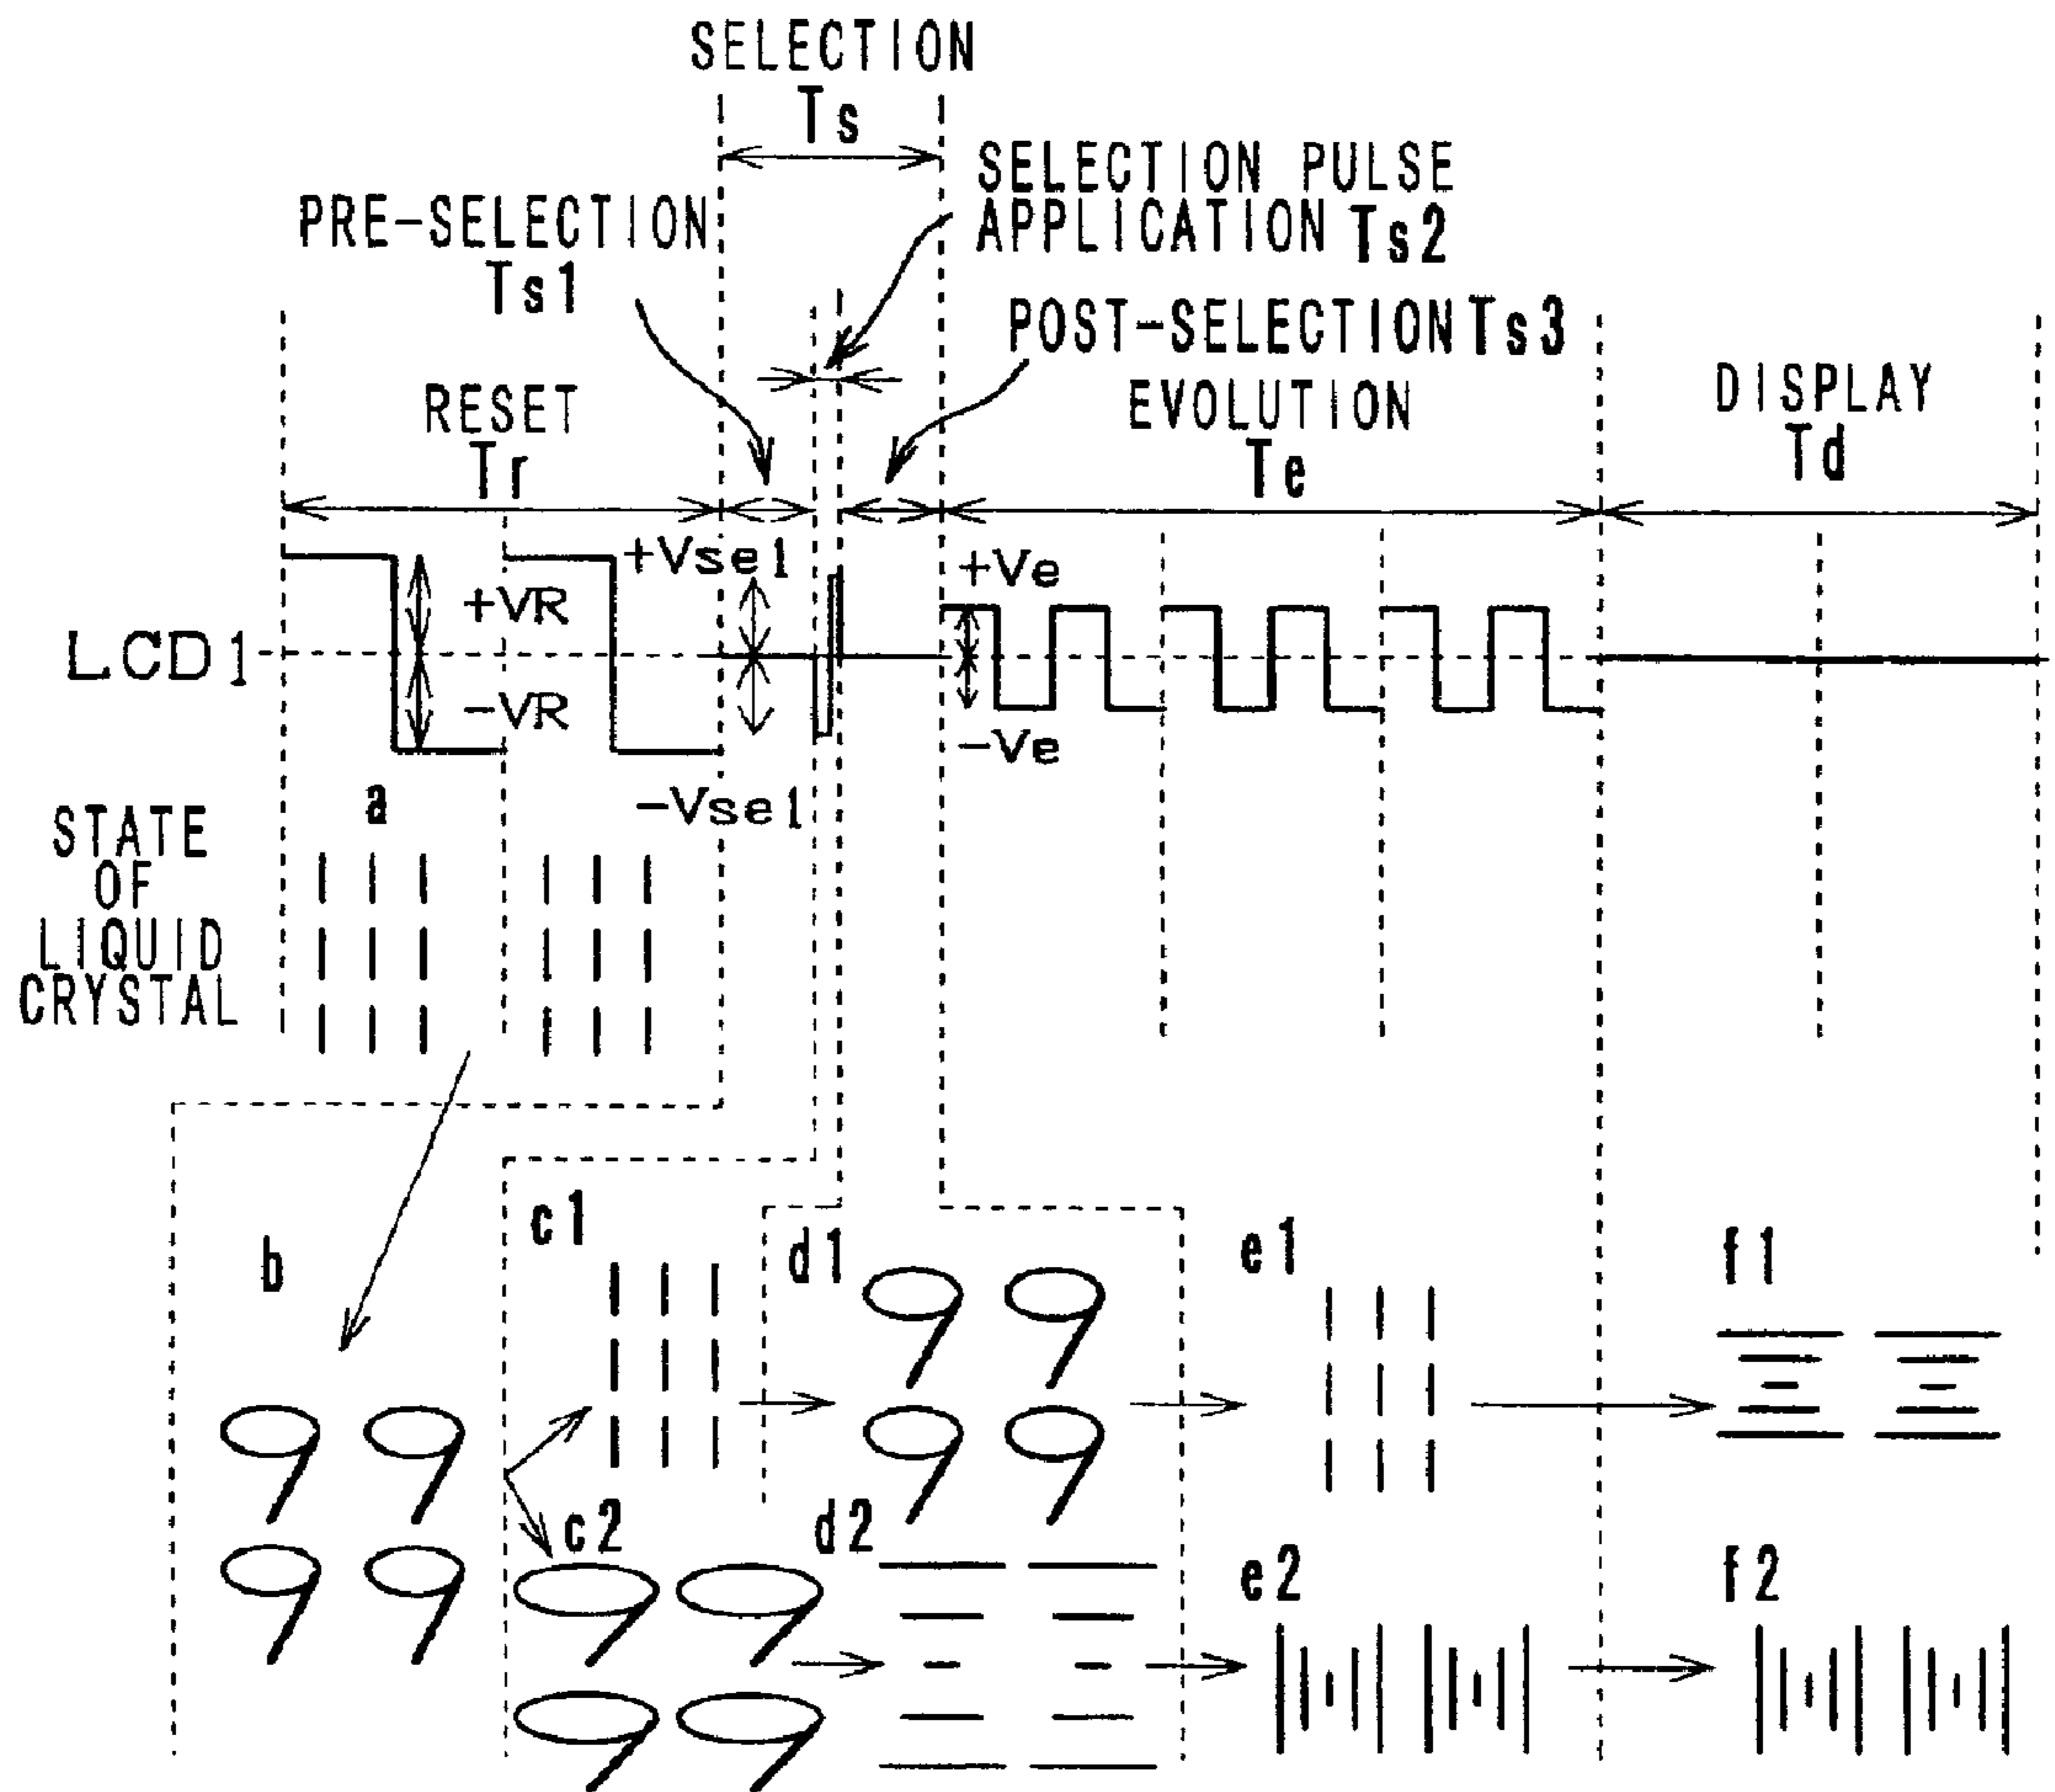 SELECTION
Ts
SELECTION PULSE
APPLICATION Ts2
PRE-SELECTION
Ts1
POST-SELECTION Ts3
RESET
Tr
EVOLUTION
Te
DISPLAY
Td
+Vsel
+Ve
+VR
LCD1
-VR
-Ve
-Vsel
a
STATE
OF
LIQUID
CRYSTAL
b
c1
d1
e1
f1
c2
d2
e2
f2